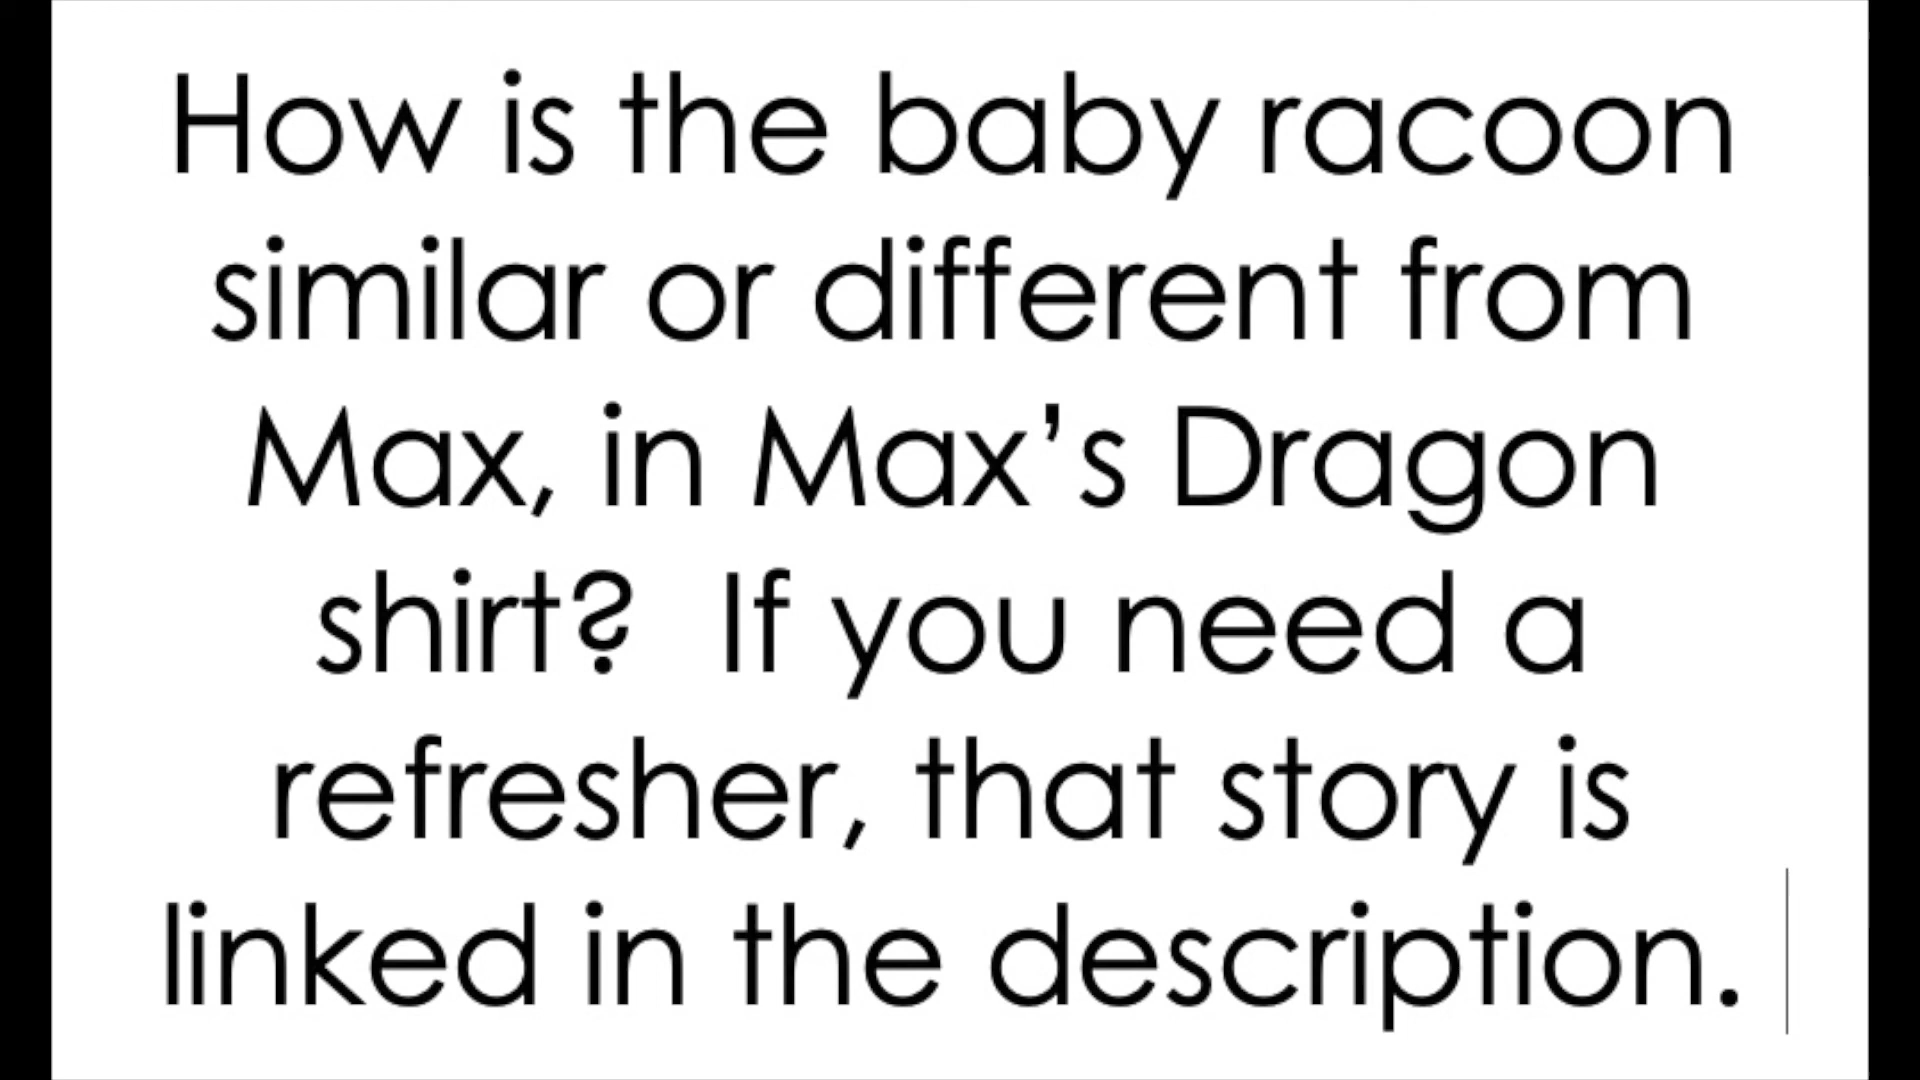 How is the baby racoon
similar or different from
Max, in Max’s Dragon
shirt?  If you need a
refresher, that story is
linked in the description.